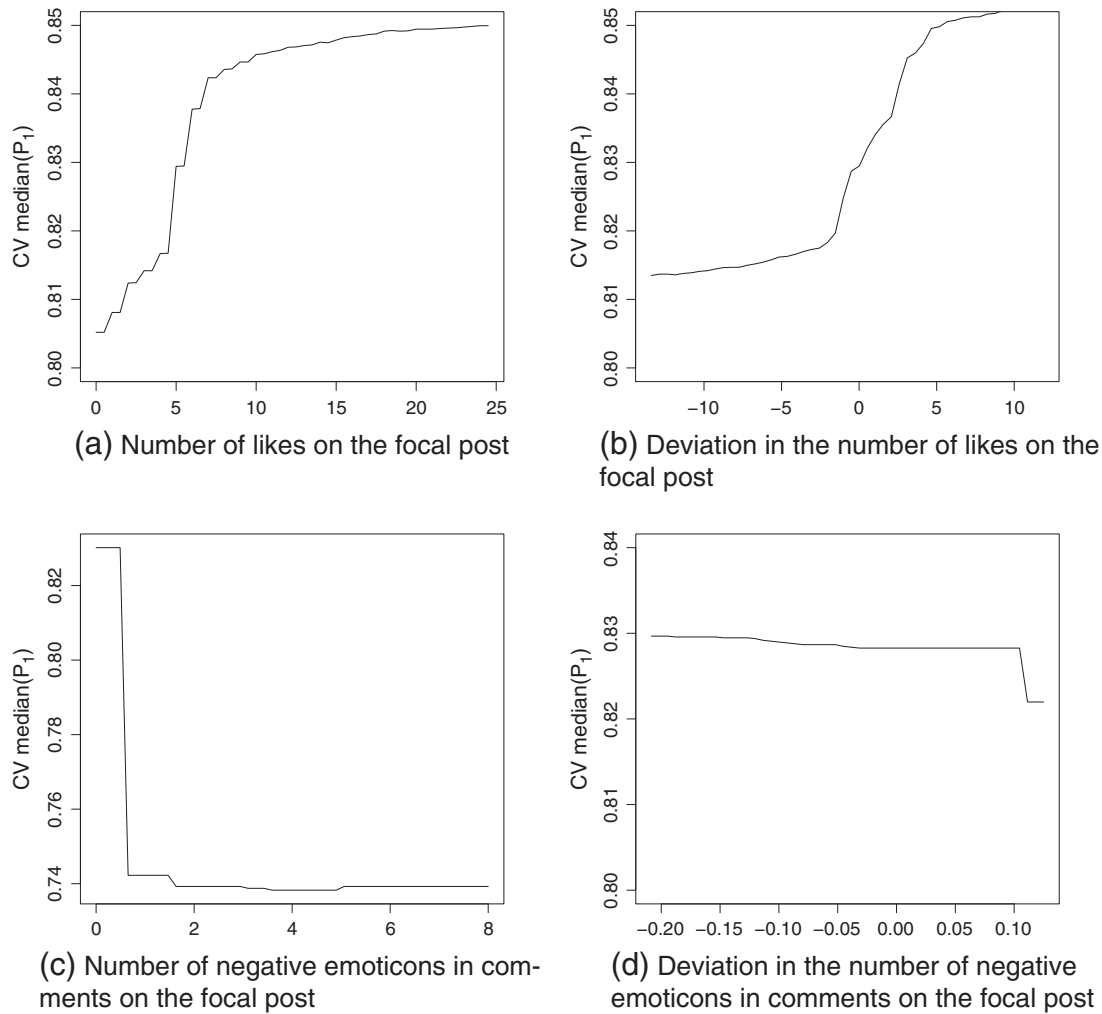 0.85
0.84
0.83
0.82
0.81
0.80
CV median(P₁)
0 5 10 15 20 25
(a) Number of likes on the focal post
0.85
0.84
0.83
0.82
0.81
0.80
CV median(P₁)
−10 −5 0 5 10
(b) Deviation in the number of likes on the
focal post
0.82
0.80
0.78
0.76
0.74
CV median(P₁)
0 2 4 6 8
(c) Number of negative emoticons in com-
ments on the focal post
0.84
0.83
0.82
0.81
0.80
CV median(P₁)
−0.20 −0.15 −0.10 −0.05 0.00 0.05 0.10
(d) Deviation in the number of negative
emoticons in comments on the focal post